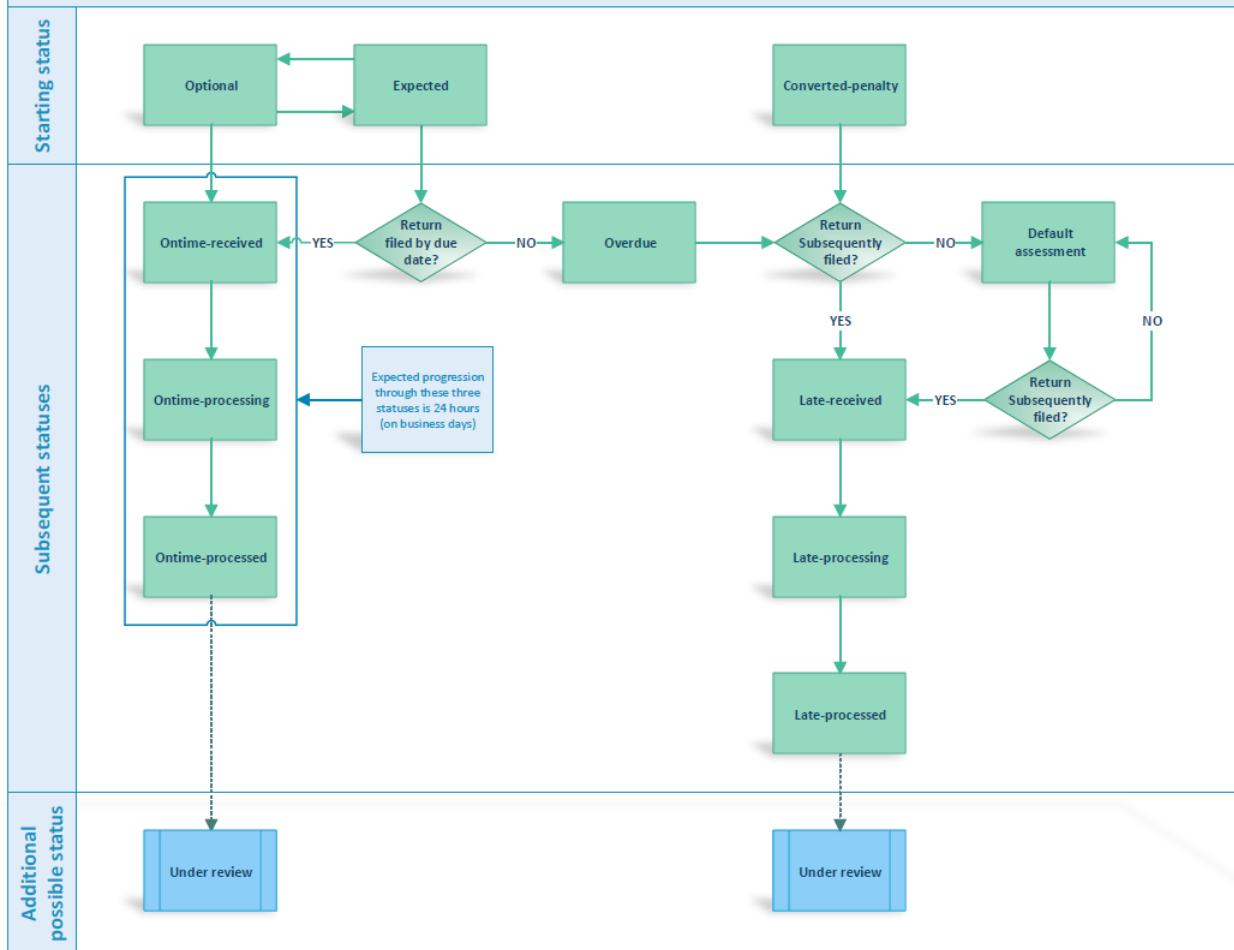 Starting status
Optional
Expected
Converted-penalty
Subsequent statuses
Ontime-received
YES
Return
filed by due
date?
NO
Overdue
Return
Subsequently
filed?
NO
Default
assessment
YES
NO
Ontime-processing
Expected progression
through these three
statuses is 24 hours
(on business days)
Late-received
YES
Return
Subsequently
filed?
Ontime-processed
Late-processing
Late-processed
Additional
possible status
Under review
Under review